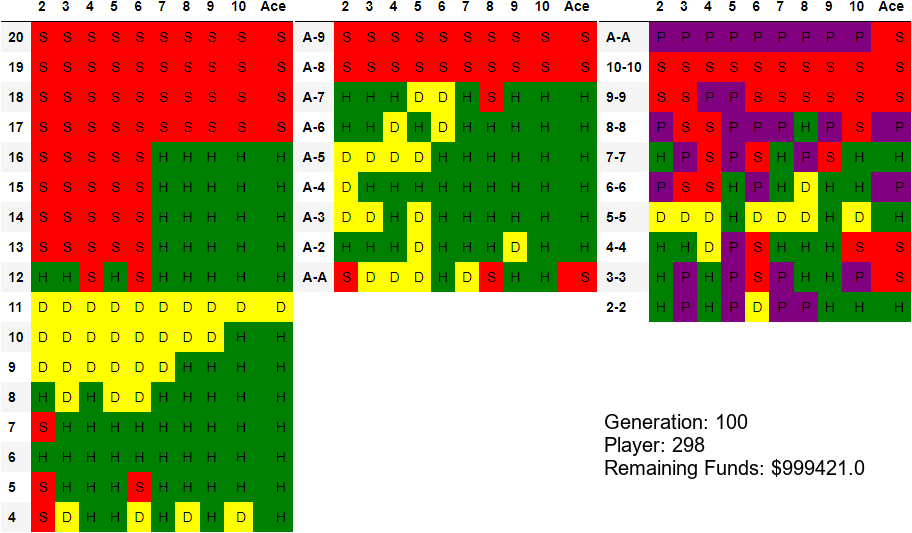 2 3 4 5 6 7 8 9 10 Ace
20 S S S S S S S S S S
19 S S S S S S S S S S
18 S S S S S S S S S S
17 S S S S S S S S S S
16 S S S S S H H H H H
15 S S S S S H H H H H
14 S S S S S H H H H H
13 S S S S S H H H H H
12 H H S H S H H H H H
11 D D D D D D D D D D
10 D D D D D D D D H H
9 D D D D D D H H H H
8 H D H D D H H H H H
7 S H H H H H H H H H
6 H H H H H H H H H H
5 S H H H S H H H H H
4 S D H H D H D H D H
2 3 4 5 6 7 8 9 10 Ace
A-9 S S S S S S S S S S
A-8 S S S S S S S S S S
A-7 H H H D D H S H H H
A-6 H H D H D H H H H H
A-5 D D D D H H H H H H
A-4 D H H H H H H H H H
A-3 D D H D H H H H H H
A-2 H H H D H H H D H H
A-A S D D D H D S H H S
2 3 4 5 6 7 8 9 10 Ace
A-A P P P P P P P P P S
10-10 S S S S S S S S S S
9-9 S S P P S S S S S S
8-8 P S S P P P H P S P
7-7 H P S P S H P S H H
6-6 P S S H P H D H H P
5-5 D D D H D D D H D H
4-4 H H D P S H H H S S
3-3 H P H P S P H H P S
2-2 H P H P D P P H H H
Generation: 100
Player: 298
Remaining Funds: $999421.0